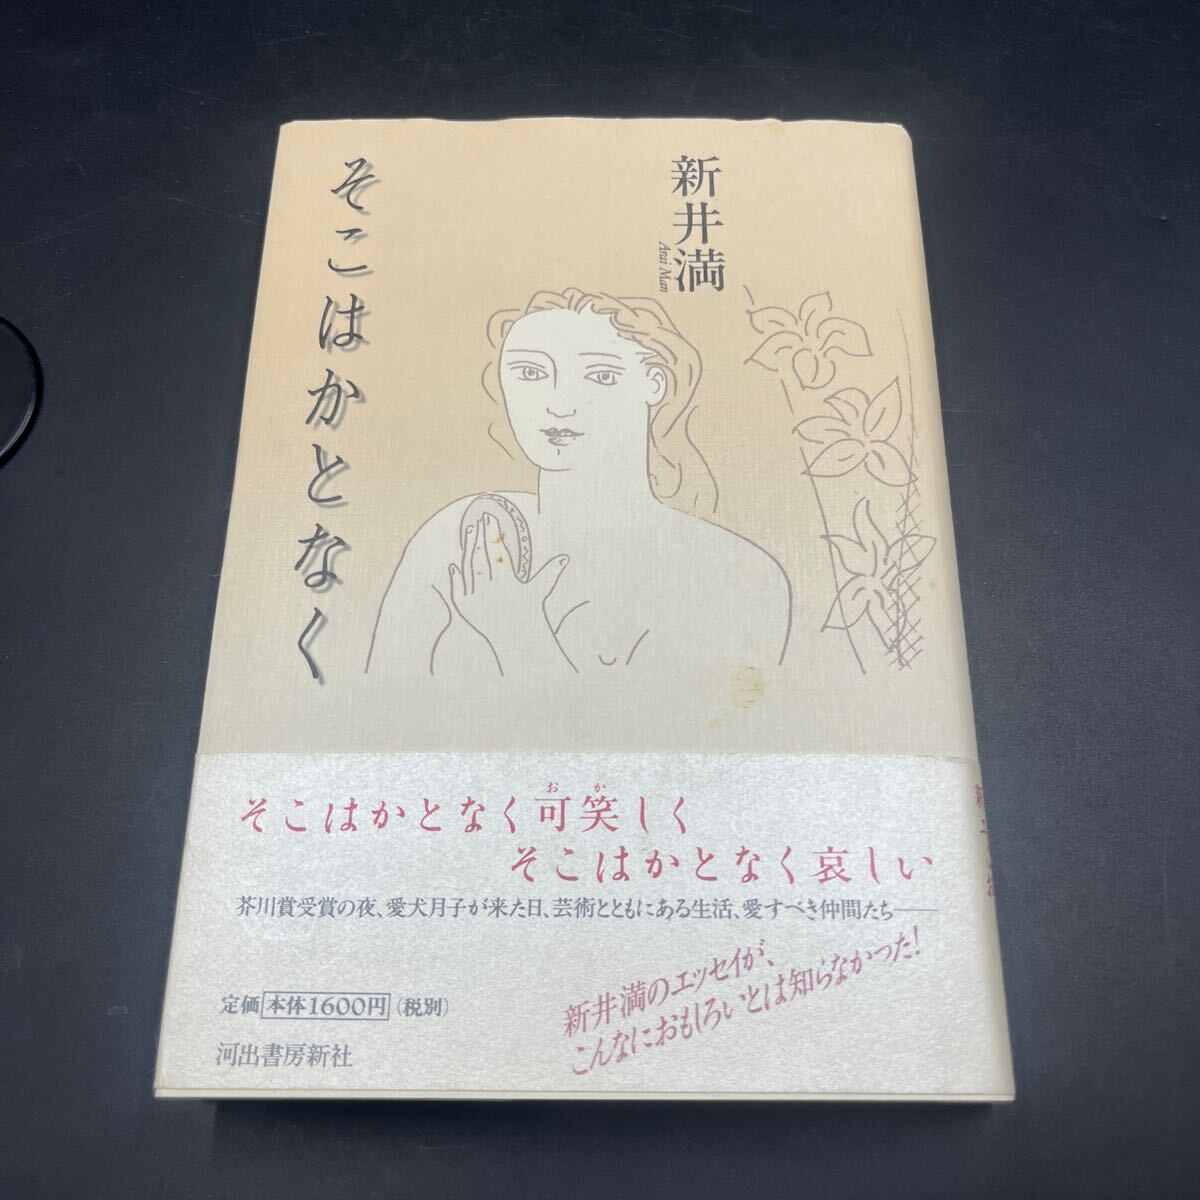 新井満
Arai Man
そこはかとなく
そこはかとなく可笑しく
おか
そこはかとなく哀しい
芥川賞受賞の夜、愛犬月子が来た日、芸術とともにある生活、愛すべき仲間たち——
新井満のエッセイが、
こんなにおもしろいとは知らなかった!
定価本体1600円(税別)
河出書房新社